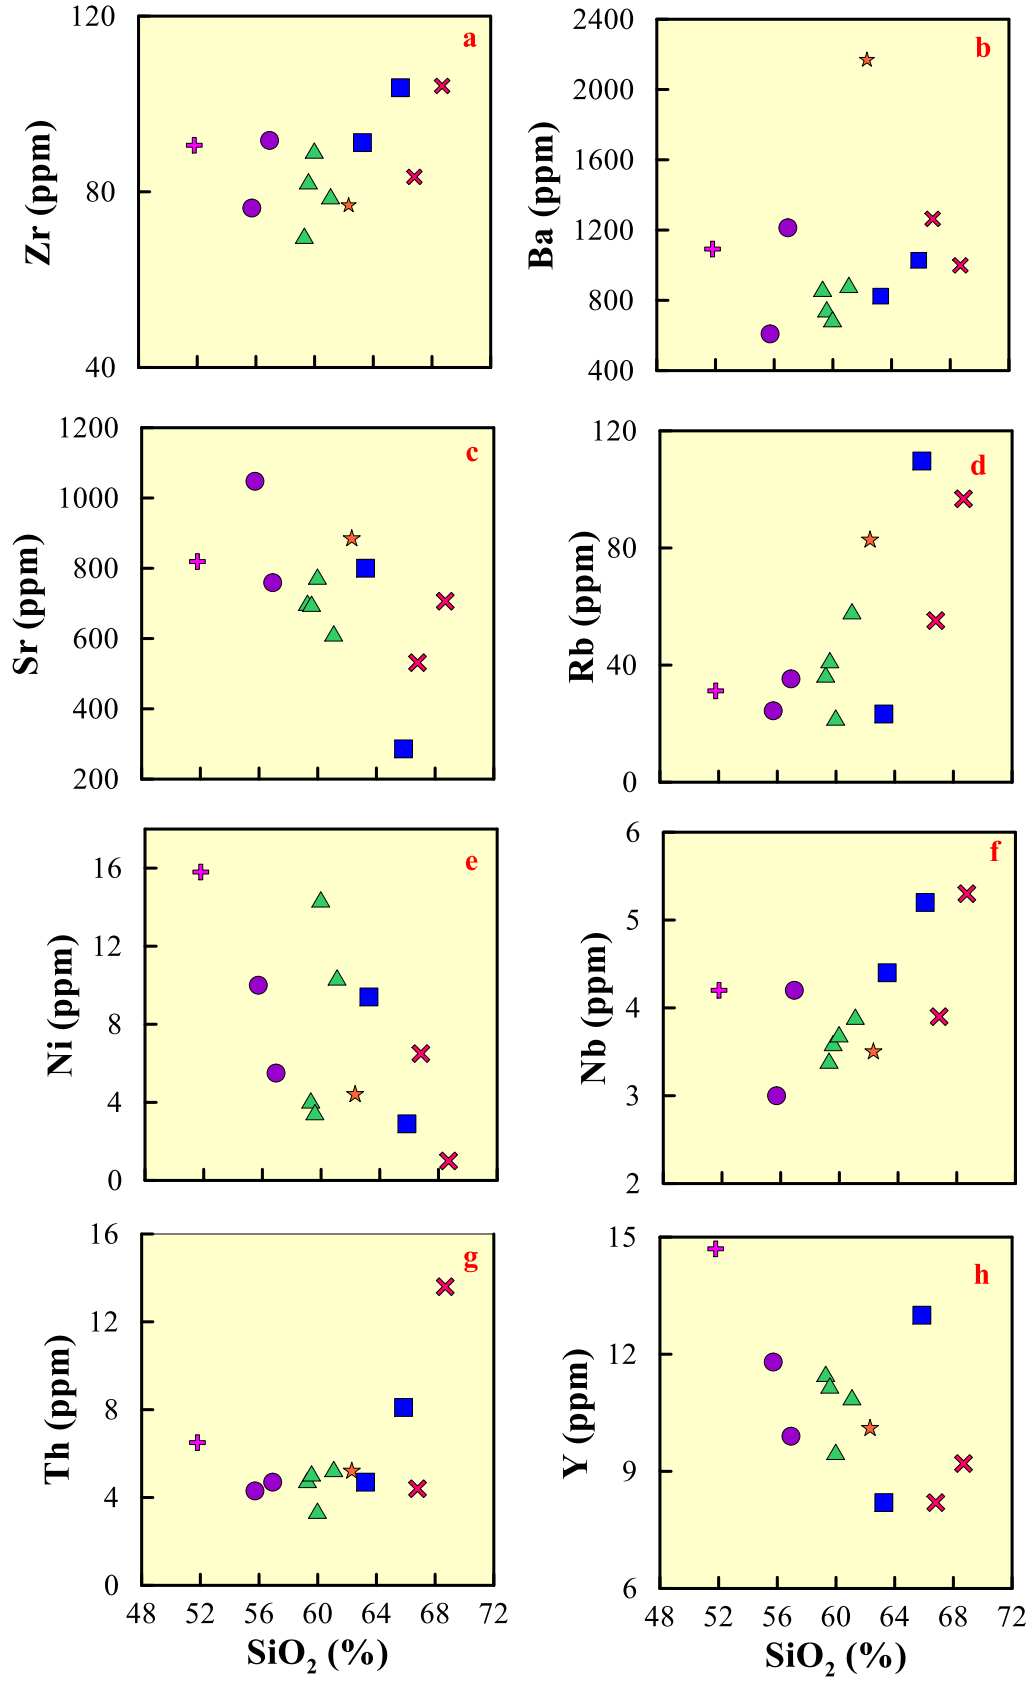 120
a
80
40
Zr (ppm)
2400
b
2000
1600
1200
800
400
Ba (ppm)
1200
c
1000
800
600
400
200
Sr (ppm)
120
d
80
40
0
Rb (ppm)
e
16
12
8
4
0
Ni (ppm)
6
f
5
4
3
2
Nb (ppm)
16
g
12
8
4
0
Th (ppm)
48 52 56 60 64 68 72
SiO₂ (%)
15
h
12
9
6
Y (ppm)
48 52 56 60 64 68 72
SiO₂ (%)